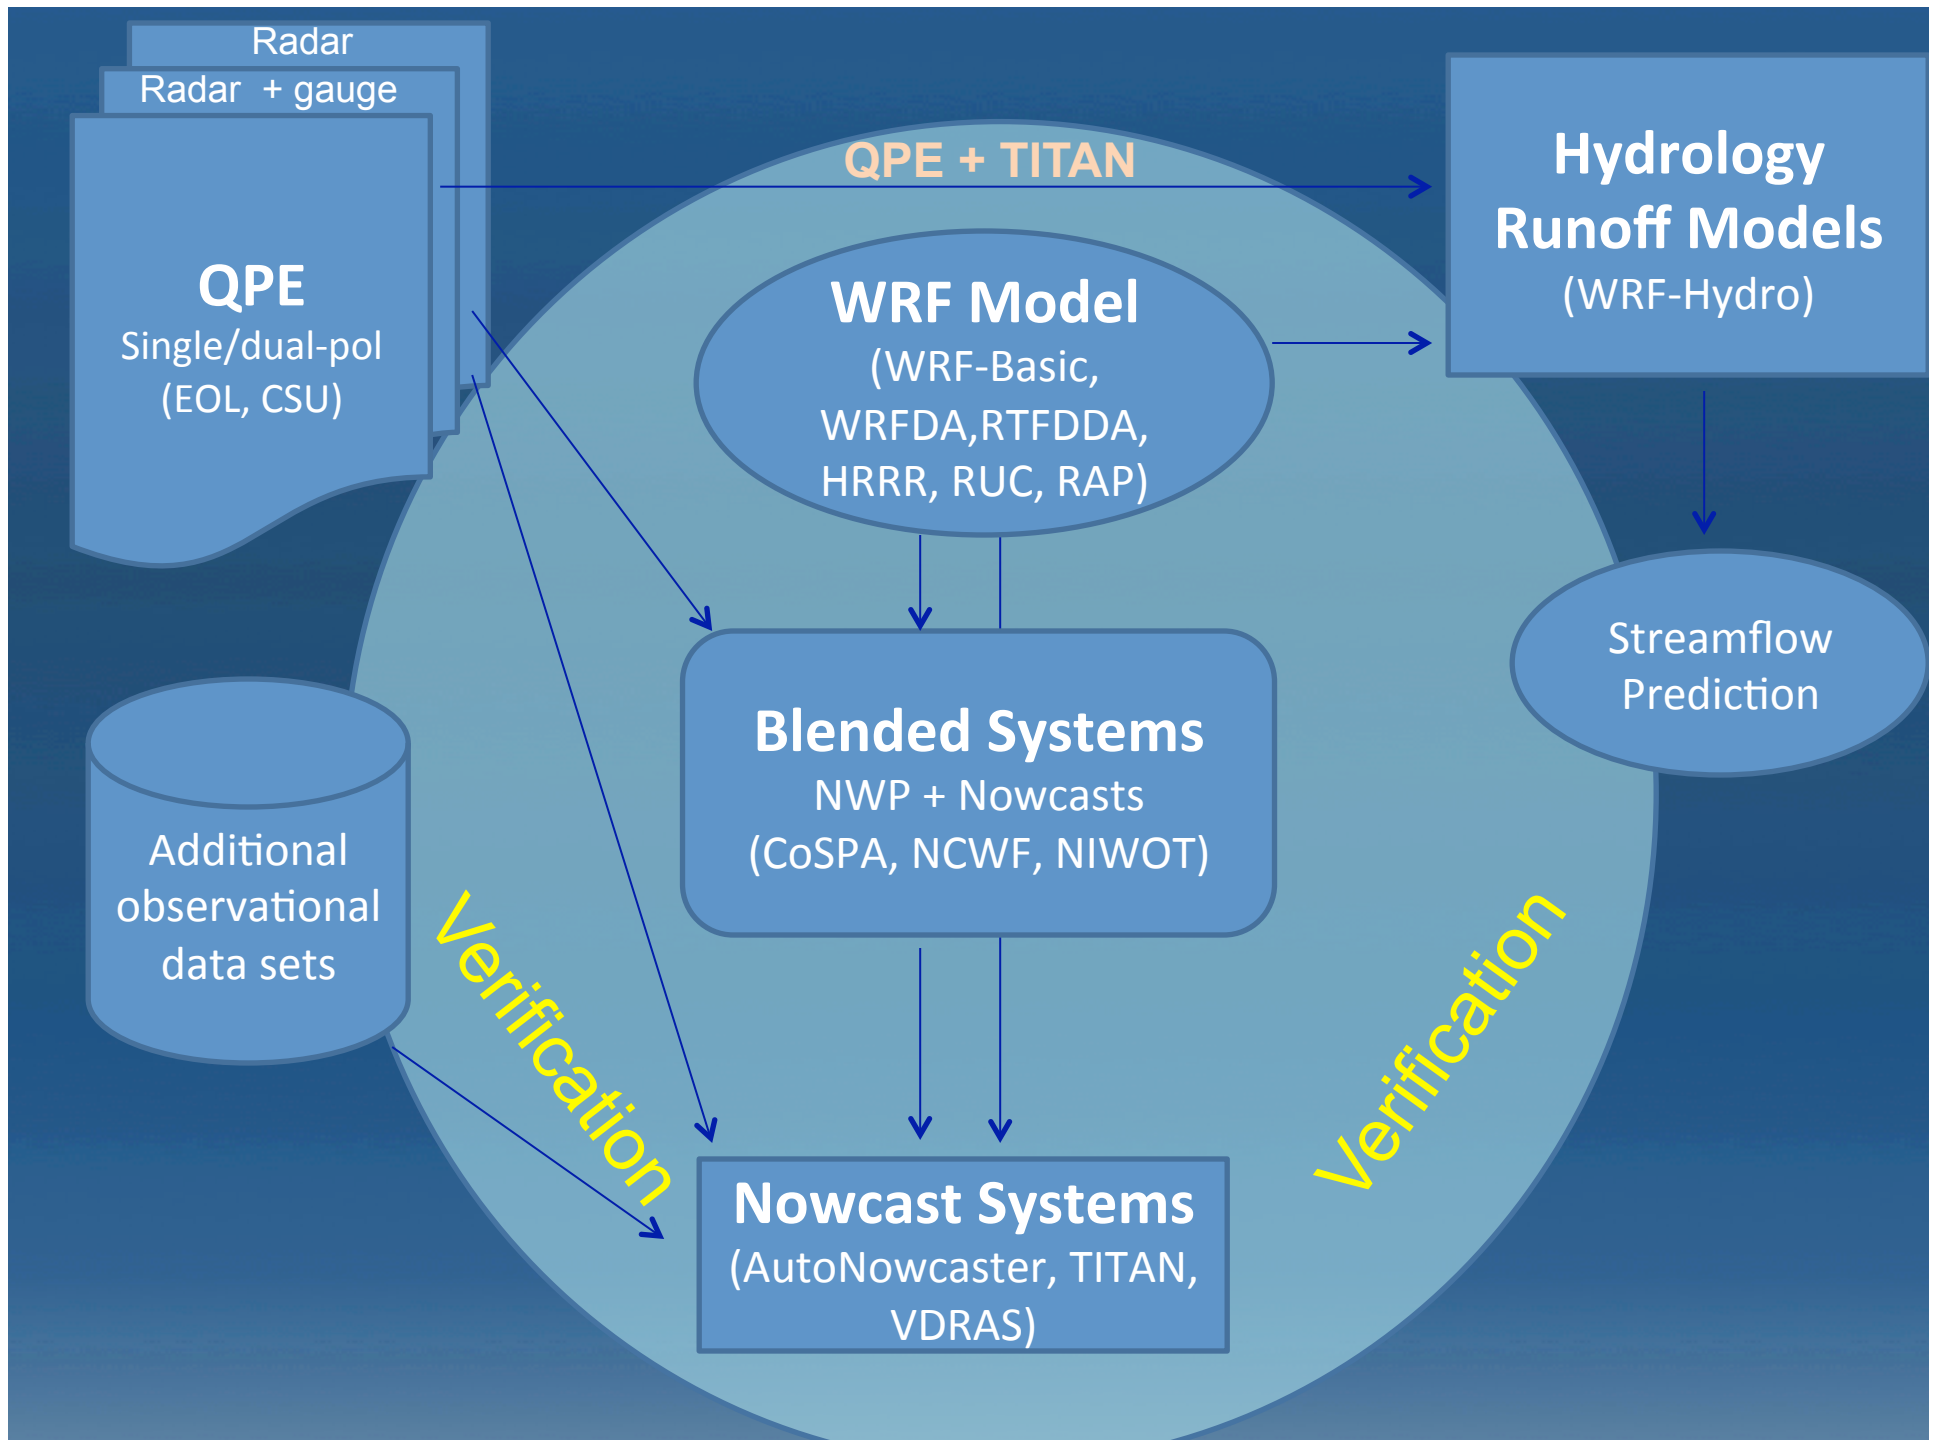 Radar
Radar + gauge
QPE
Single/dual-pol
(EOL, CSU)
QPE + TITAN
WRF Model
(WRF-Basic,
WRFDA,RTFDDA,
HRRR, RUC, RAP)
Hydrology
Runoff Models
(WRF-Hydro)
Streamflow
Prediction
Blended Systems
NWP + Nowcasts
(CoSPA, NCWF, NIWOT)
Additional
observational
data sets
Verification
Verification
Nowcast Systems
(AutoNowcaster, TITAN,
VDRAS)